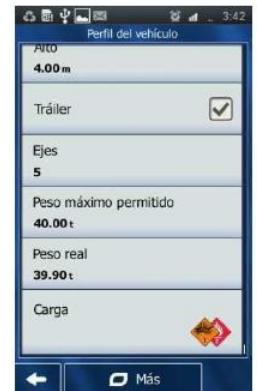 3:42
Perfil del vehículo
Alto
4.00 m
Tráiler
Ejes
5
Peso máximo permitido
40.00 t
Peso real
39.90 t
Carga
Más